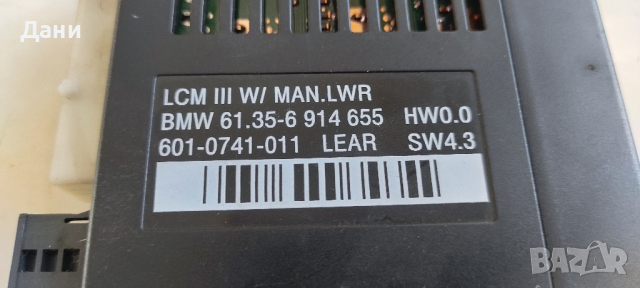 Дани
LCM III W/ MAN.LWR
BMW 61.35-6 914 655 HW0.0
601-0741-011 LEAR SW4.3
BAZAR